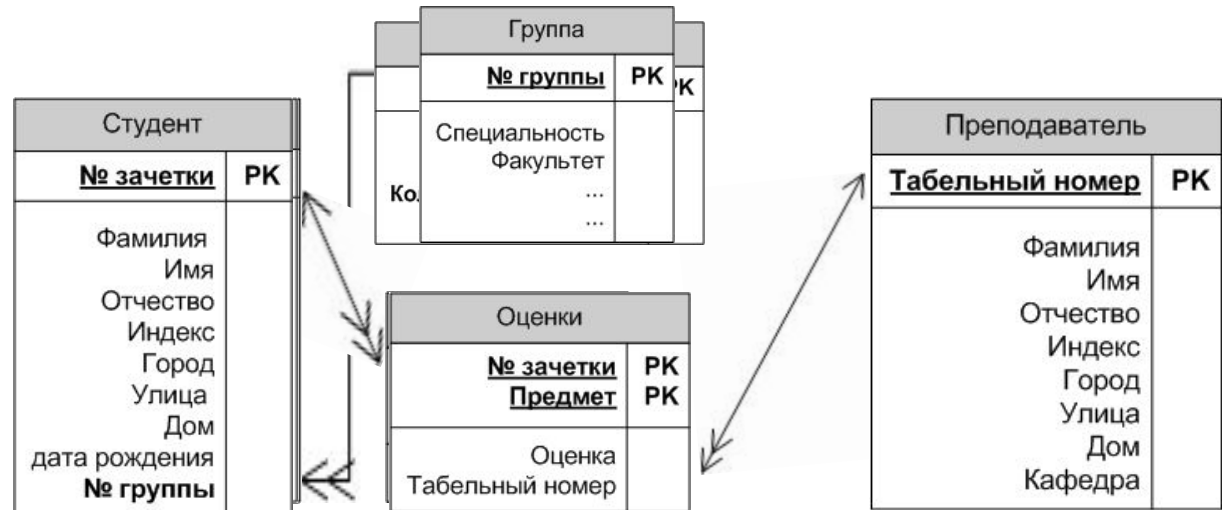 Группа
№ группы PK
Специальность
Факультет
...
...
К
Ко.
Студент
№ зачетки PK
Фамилия
Имя
Отчество
Индекс
Город
Улица
Дом
дата рождения
№ группы
Оценки
№ зачетки PK
Предмет PK
Оценка
Табельный номер
Преподаватель
Табельный номер PK
Фамилия
Имя
Отчество
Индекс
Город
Улица
Дом
Кафедра